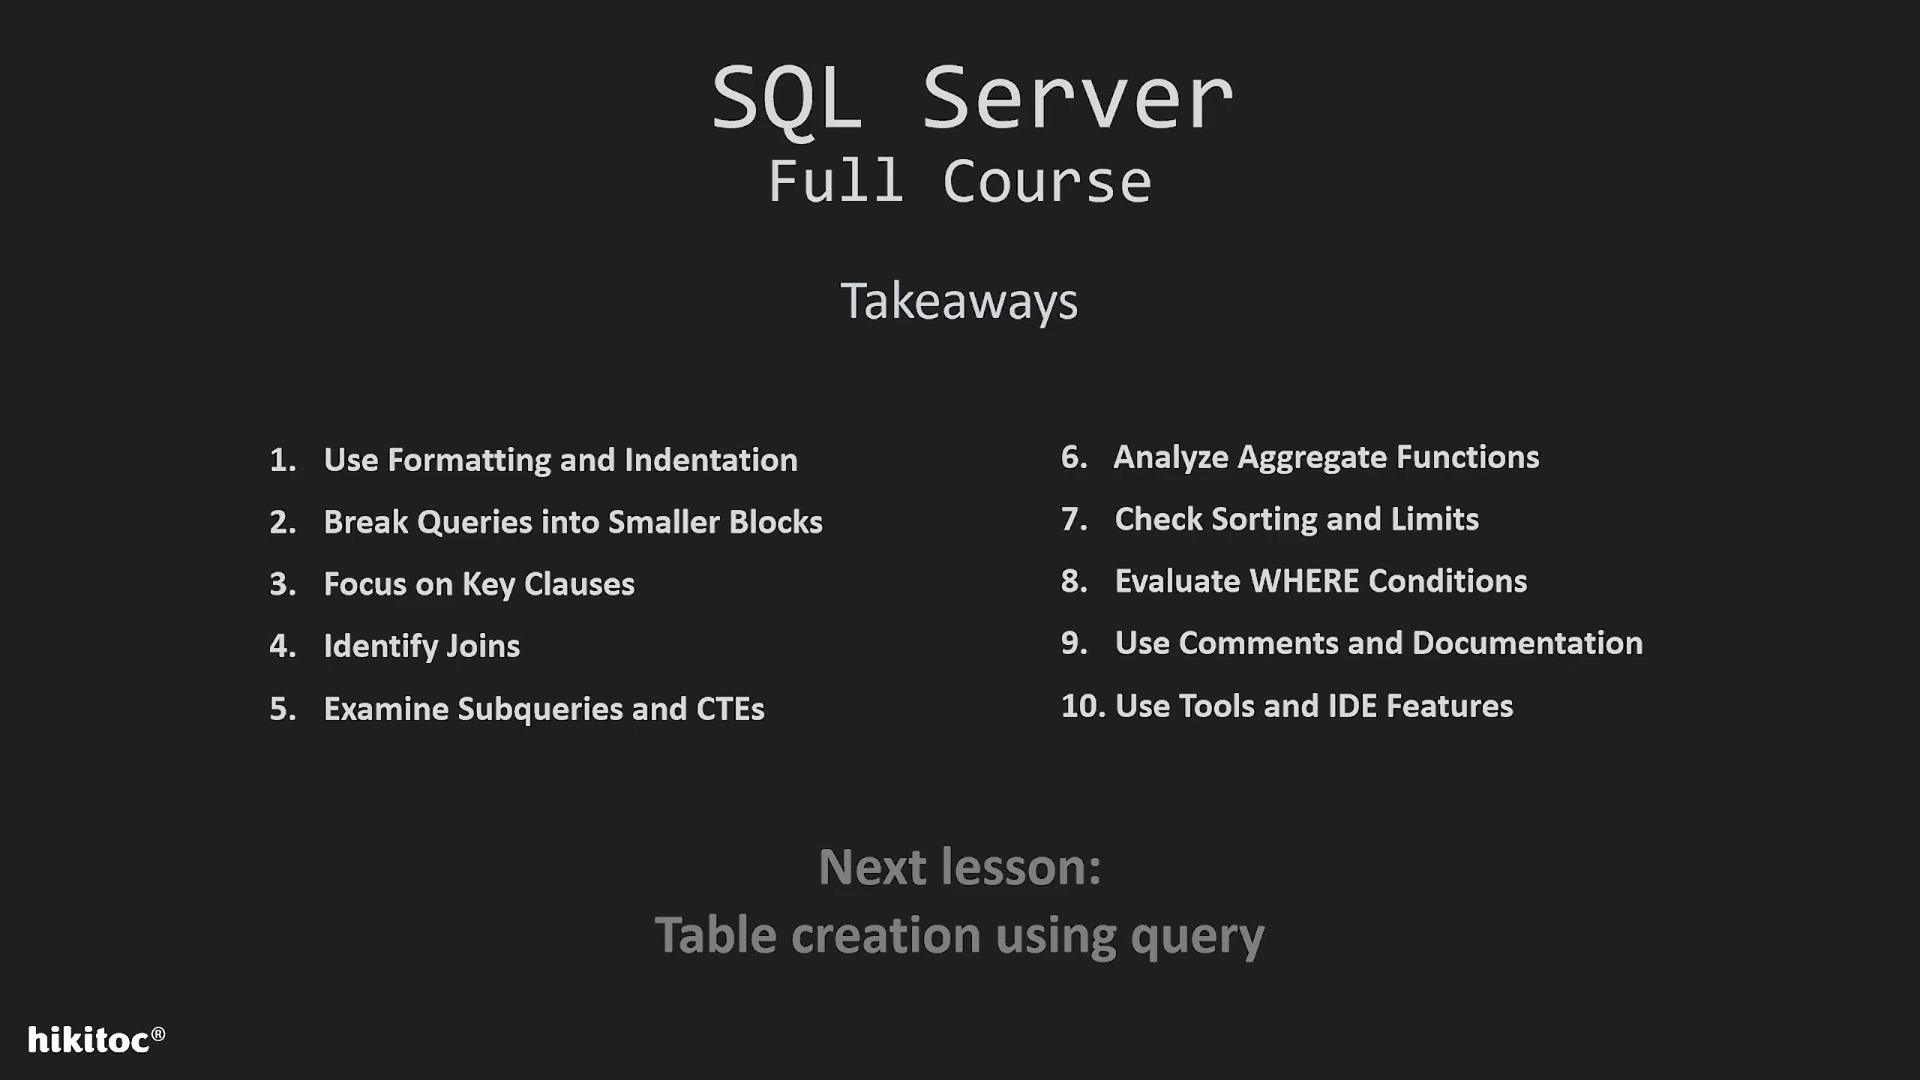 SQL Server
Full Course
Takeaways
1. Use Formatting and Indentation
2. Break Queries into Smaller Blocks
3. Focus on Key Clauses
4. Identify Joins
5. Examine Subqueries and CTEs
6. Analyze Aggregate Functions
7. Check Sorting and Limits
8. Evaluate WHERE Conditions
9. Use Comments and Documentation
10. Use Tools and IDE Features
Next lesson:
Table creation using query
hikitoc®